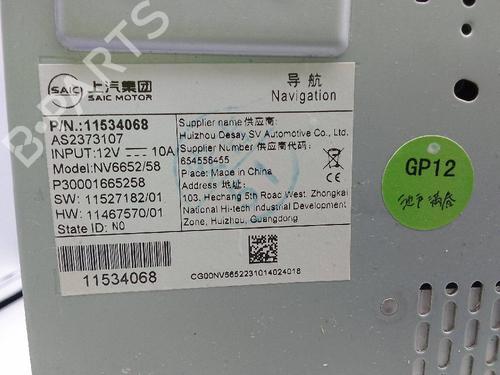 SAIC 上汽集团
SAIC MOTOR
导航
Navigation
P/N.:11534068
AS2373107
INPUT:12V 10A
Model:NV6652/58
P30001665258
SW: 11527182/01
HW: 11467570/01
State ID: N0
Supplier name 供应商:
Huizhou Desay SV Automotive Co., Ltd.
Supplier number 供应商代码:
654556455
Address 地址:
103, Hechang 5th Road West, Zhongkai
National Hi-tech Industrial Development
Zone, Huizhou, Guangdong
Made in China
11534068
CG00NV6652231014024018
GP12
B-PARTS